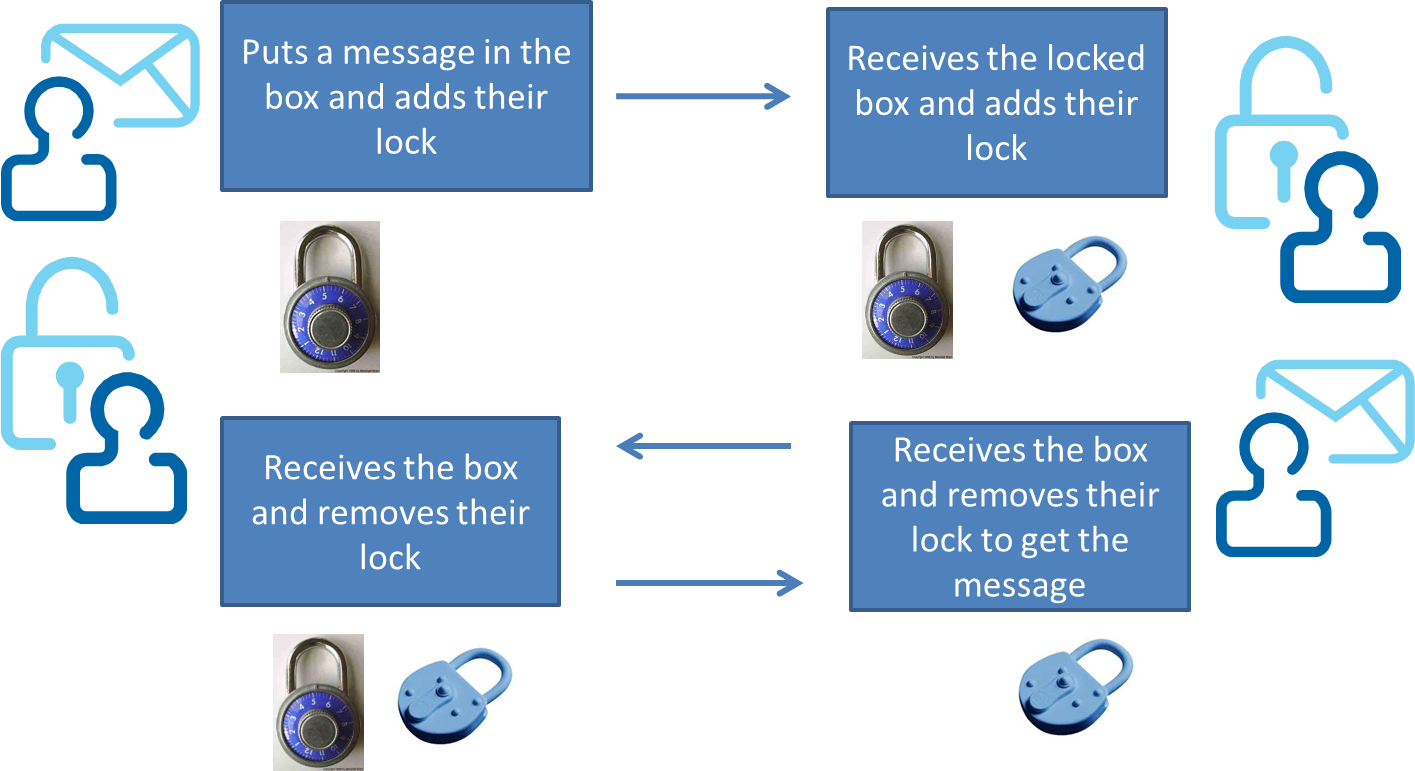 Puts a message in the
box and adds their
lock
Receives the locked
box and adds their
lock
Receives the box
and removes their
lock
Receives the box
and removes their
lock to get the
message